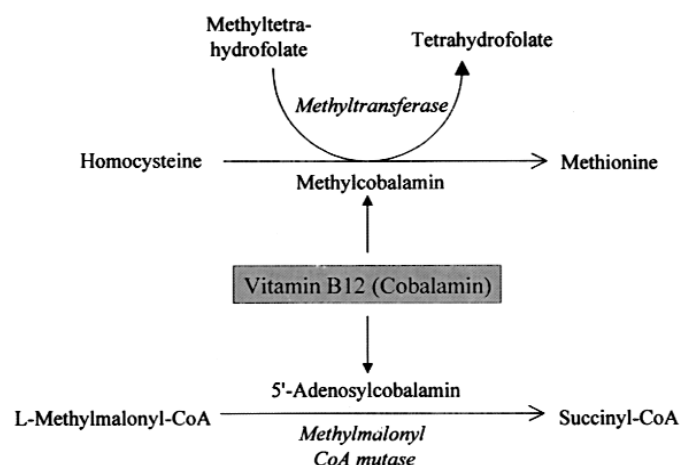 Methyltetra-
hydrofolate
Tetrahydrofolate
Methyltransferase
Homocysteine
Methionine
Methylcobalamin
Vitamin B12 (Cobalamin)
5'-Adenosylcobalamin
L-Methylmalonyl-CoA
Succinyl-CoA
Methylmalonyl
CoA mutase